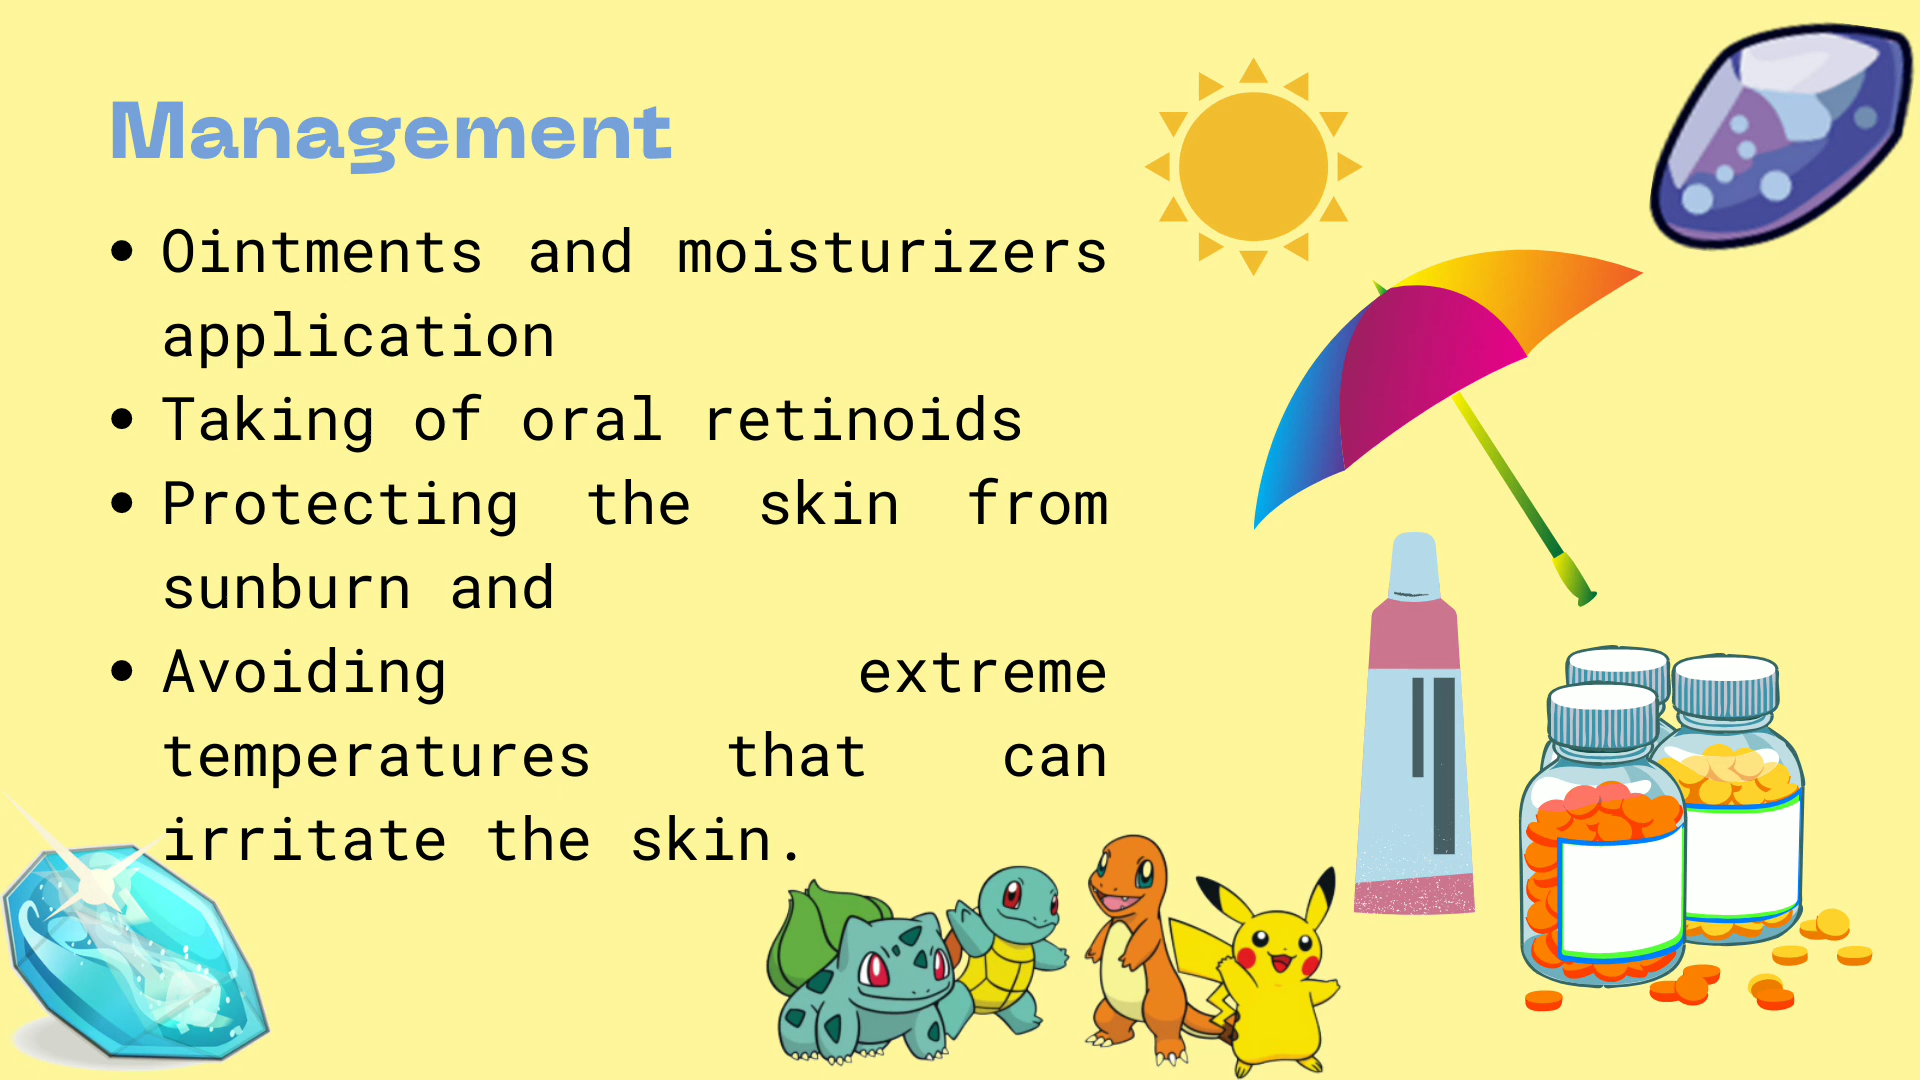 Management
• Ointments and moisturizers
application
• Taking of oral retinoids
• Protecting the skin from
sunburn and
• Avoiding extreme
temperatures that can
irritate the skin.